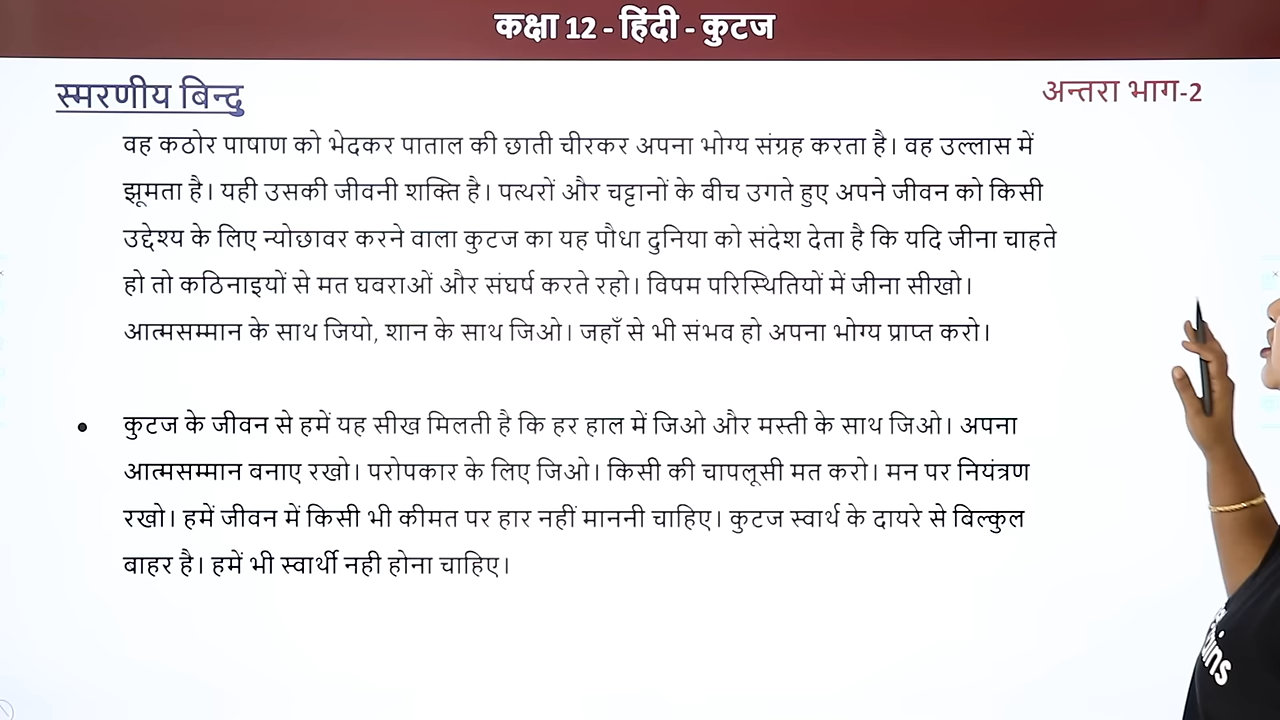 कक्षा 12 - हिंदी - कुटज
स्मरणीय बिन्दु
अन्तरा भाग-2
वह कठोर पाषाण को भेदकर पाताल की छाती चीरकर अपना भोग्य संग्रह करता है। वह उल्लास में
झूमता है। यही उसकी जीवनी शक्ति है। पत्थरों और चट्टानों के बीच उगते हुए अपने जीवन को किसी
उद्देश्य के लिए न्योछावर करने वाला कुटज का यह पौधा दुनिया को संदेश देता है कि यदि जीना चाहते
हो तो कठिनाइयों से मत घबराओं और संघर्ष करते रहो। विषम परिस्थितियों में जीना सीखो।
आत्मसम्मान के साथ जियो, शान के साथ जिओ। जहाँ से भी संभव हो अपना भोग्य प्राप्त करो।
• कुटज के जीवन से हमें यह सीख मिलती है कि हर हाल में जिओ और मस्ती के साथ जिओ। अपना
आत्मसम्मान बनाए रखो। परोपकार के लिए जिओ। किसी की चापलूसी मत करो। मन पर नियंत्रण
रखो। हमें जीवन में किसी भी कीमत पर हार नहीं माननी चाहिए। कुटज स्वार्थ के दायरे से बिल्कुल
बाहर है। हमें भी स्वार्थी नही होना चाहिए।